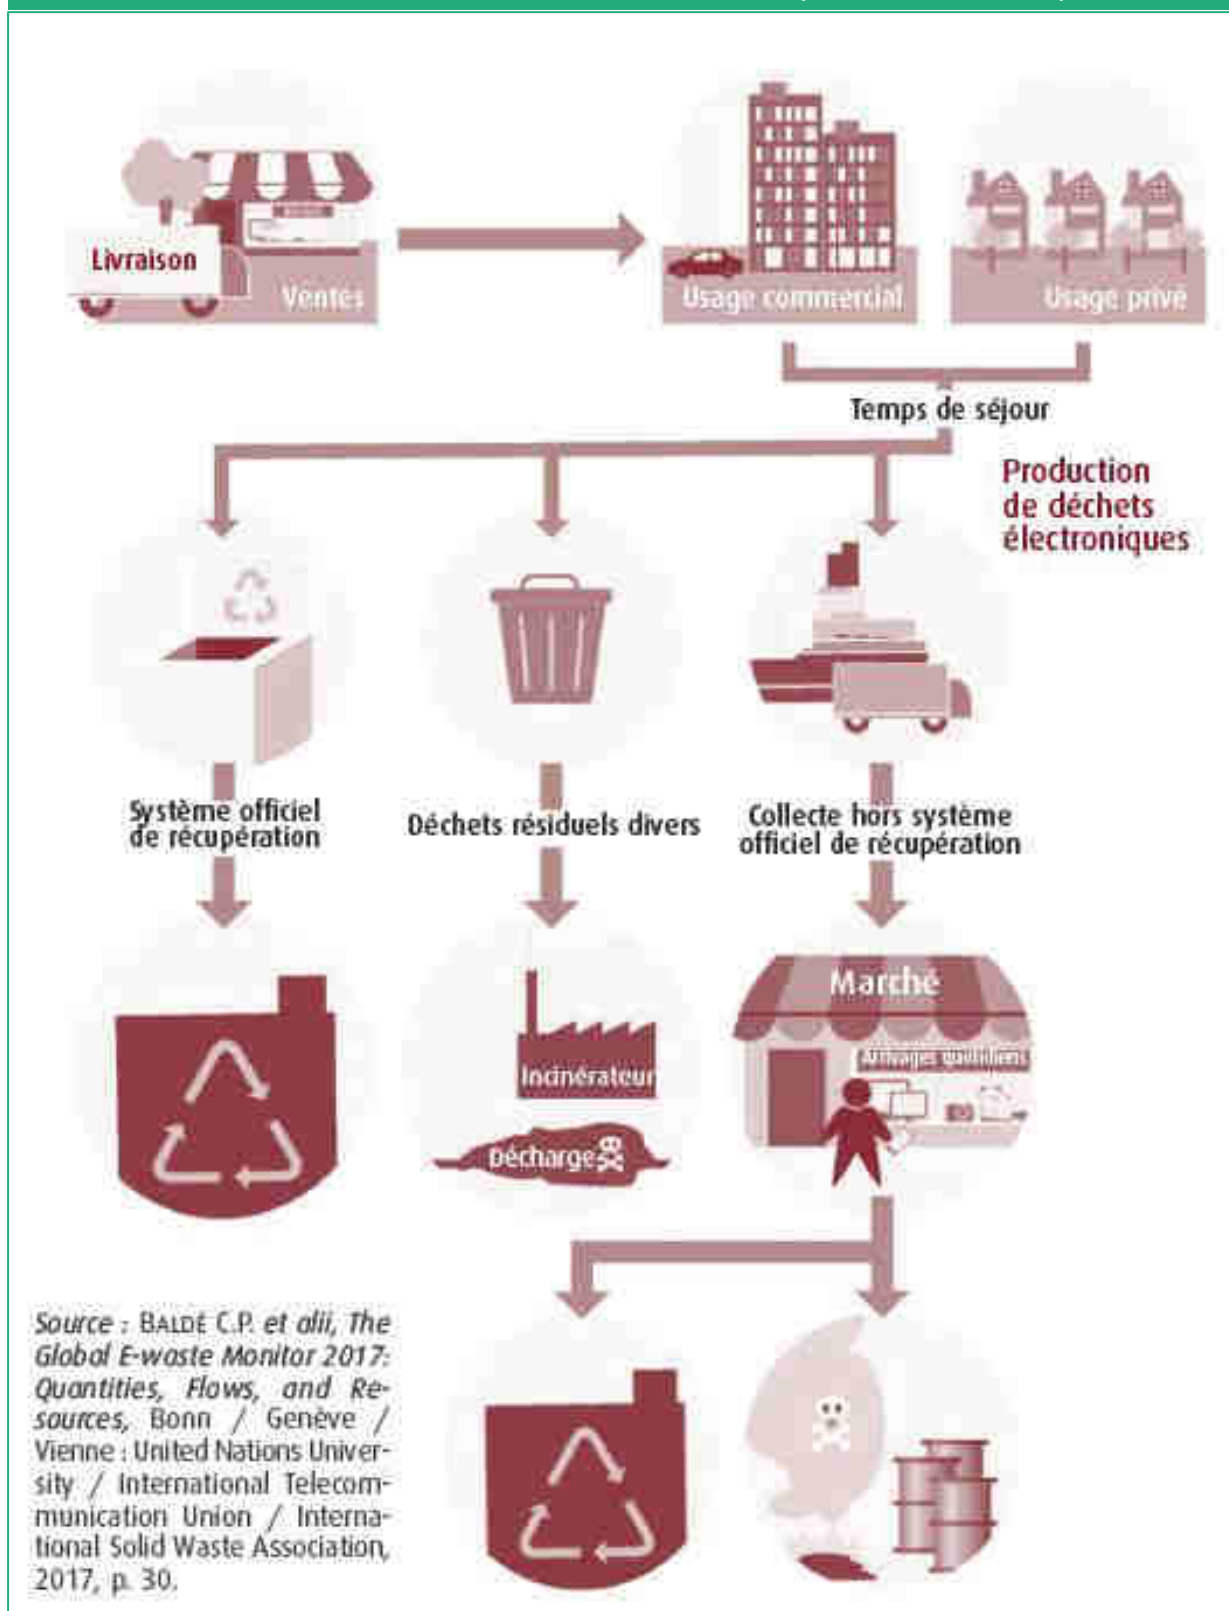 Livraison
Ventes
Usage commercial
Usage privé
Temps de séjour
Production
de déchets
électroniques
Système officiel
de récupération
Déchets résiduels divers
Collecte hors système
officiel de récupération
Incinérateur
Décharge
Marché
Arrivages quotidiens
Source : BALDÉ C.P. et alii, The
Global E-waste Monitor 2017:
Quantities, Flows, and Re-
sources, Bonn / Genève /
Vienne : United Nations Univer-
sity / International Telecom-
munication Union / Interna-
tional Solid Waste Association,
2017, p. 30.